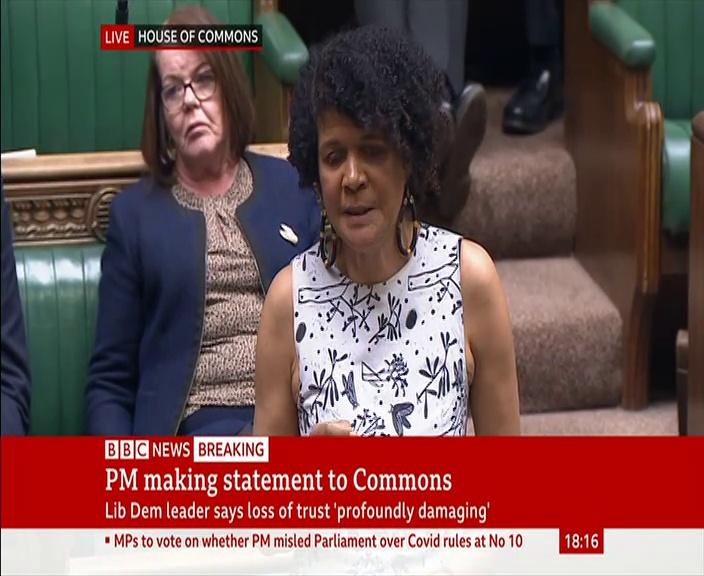 LIVE HOUSE OF COMMONS
BBC NEWS BREAKING
PM making statement to Commons
Lib Dem leader says loss of trust 'profoundly damaging'
▪ MPs to vote on whether PM misled Parliament over Covid rules at No 10 18:16